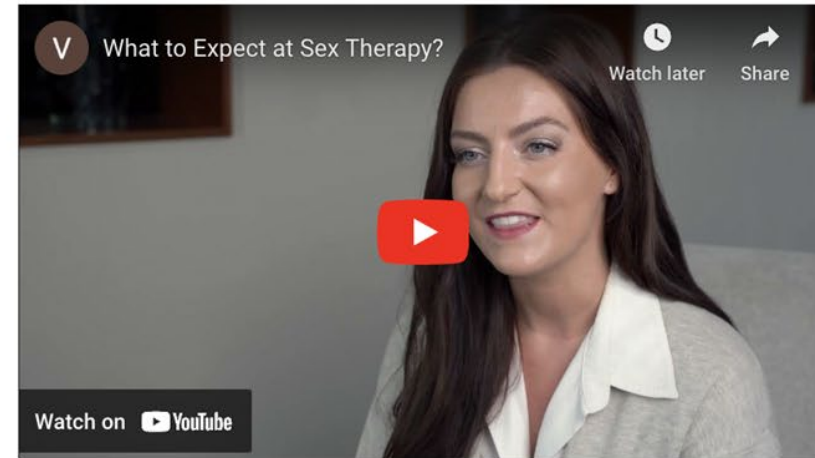 V
What to Expect at Sex Therapy?
Watch later
Share
Watch on YouTube